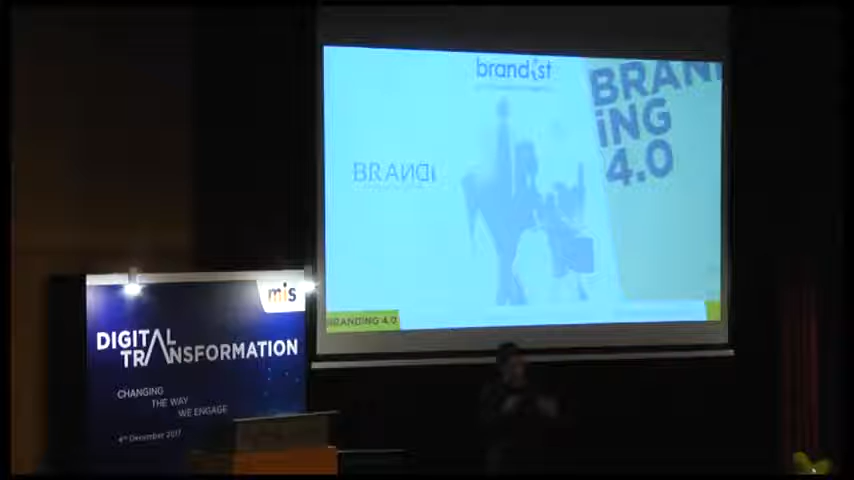 brandist
BRANDi
BRAN
iNG
4.0
BRANDING 4.0
mis
DIGITAL
TRANSFORMATION
CHANGING
THE WAY
WE ENGAGE
4th December 2017